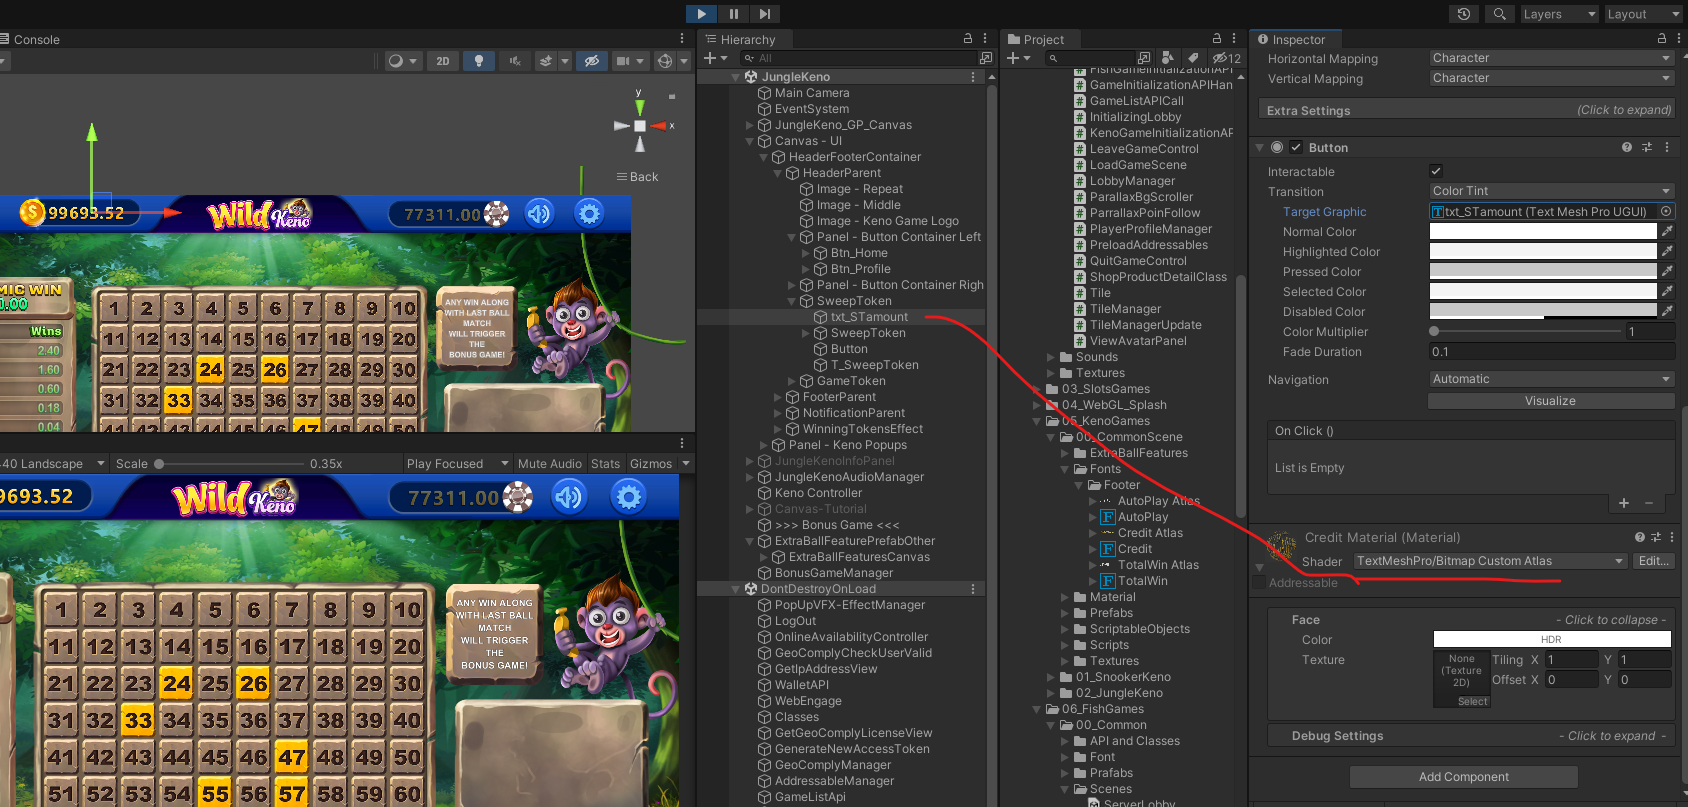 Layers
Layout
Console
2D
Back
99693.52
Wild Keno
77311.00
MIC WIN
0.00
Wins
2.40
1.60
0.60
0.18
0.04
1 2 3 4 5 6 7 8 9 10
11 12 13 14 15 16 17 18 19 20
21 22 23 24 25 26 27 28 29 30
31 32 33 34 35 36 37 38 39 40
41 42 43 44 45 46 47 48 49 50
ANY WIN ALONG
WITH LAST BALL
MATCH
WILL TRIGGER
THE
BONUS GAME!
40 Landscape
Scale
0.35x
Play Focused
Mute Audio
Stats
Gizmos
9693.52
Wild Keno
77311.00
1 2 3 4 5 6 7 8 9 10
11 12 13 14 15 16 17 18 19 20
21 22 23 24 25 26 27 28 29 30
31 32 33 34 35 36 37 38 39 40
41 42 43 44 45 46 47 48 49 50
51 52 53 54 55 56 57 58 59 60
ANY WIN ALONG
WITH LAST BALL
MATCH
WILL TRIGGER
THE
BONUS GAME!
Hierarchy
All
JungleKeno
Main Camera
EventSystem
JungleKeno_GP_Canvas
Canvas - UI
HeaderFooterContainer
HeaderParent
Image - Repeat
Image - Middle
Image - Keno Game Logo
Panel - Button Container Left
Btn_Home
Btn_Profile
Panel - Button Container Righ
SweepToken
txt_STamount
SweepToken
Button
T_SweepToken
GameToken
FooterParent
NotificationParent
WinningTokensEffect
Panel - Keno Popups
JungleKenoInfoPanel
JungleKenoAudioManager
Keno Controller
Canvas-Tutorial
>>> Bonus Game <<<
ExtraBallFeaturePrefabOther
ExtraBallFeaturesCanvas
BonusGameManager
DontDestroyOnLoad
PopUpVFX-EffectManager
LogOut
OnlineAvailabilityController
GeoComplyCheckUserValid
GetIpAddressView
WalletAPI
WebEngage
Classes
GetGeoComplyLicenseView
GenerateNewAccessToken
GeoComplyManager
AddressableManager
GameListApi
Project
12
FishGameInitializationAPI
GameInitializationAPIHan
GameListAPICall
InitializingLobby
KenoGameInitializationAP
LeaveGameControl
LoadGameScene
LobbyManager
ParallaxBgScroller
ParrallaxPoinFollow
PlayerProfileManager
PreloadAddressables
QuitGameControl
ShopProductDetailClass
Tile
TileManager
TileManagerUpdate
ViewAvatarPanel
Sounds
Textures
03_SlotsGames
04_WebGL_Splash
05_KenoGames
00_CommonScene
ExtraBallFeatures
Fonts
Footer
AutoPlay Atlas
AutoPlay
Credit Atlas
Credit
TotalWin Atlas
TotalWin
Material
Prefabs
ScriptableObjects
Scripts
Textures
01_SnookerKeno
02_JungleKeno
06_FishGames
00_Common
API and Classes
Font
Prafabs
Scenes
ServerLobby
Inspector
Horizontal Mapping Character
Vertical Mapping Character
Extra Settings (Click to expand)
Button
Interactable
Transition Color Tint
Target Graphic txt_STamount (Text Mesh Pro UGUI)
Normal Color
Highlighted Color
Pressed Color
Selected Color
Disabled Color
Color Multiplier 1
Fade Duration 0.1
Navigation Automatic
Visualize
On Click ()
List is Empty
Credit Material (Material)
Shader TextMeshPro/Bitmap Custom Atlas Edit...
Addressable
Face - Click to collapse -
Color HDR
Texture None (Texture 2D) Select
Tiling X 1 Y 1
Offset X 0 Y 0
Debug Settings - Click to expand -
Add Component